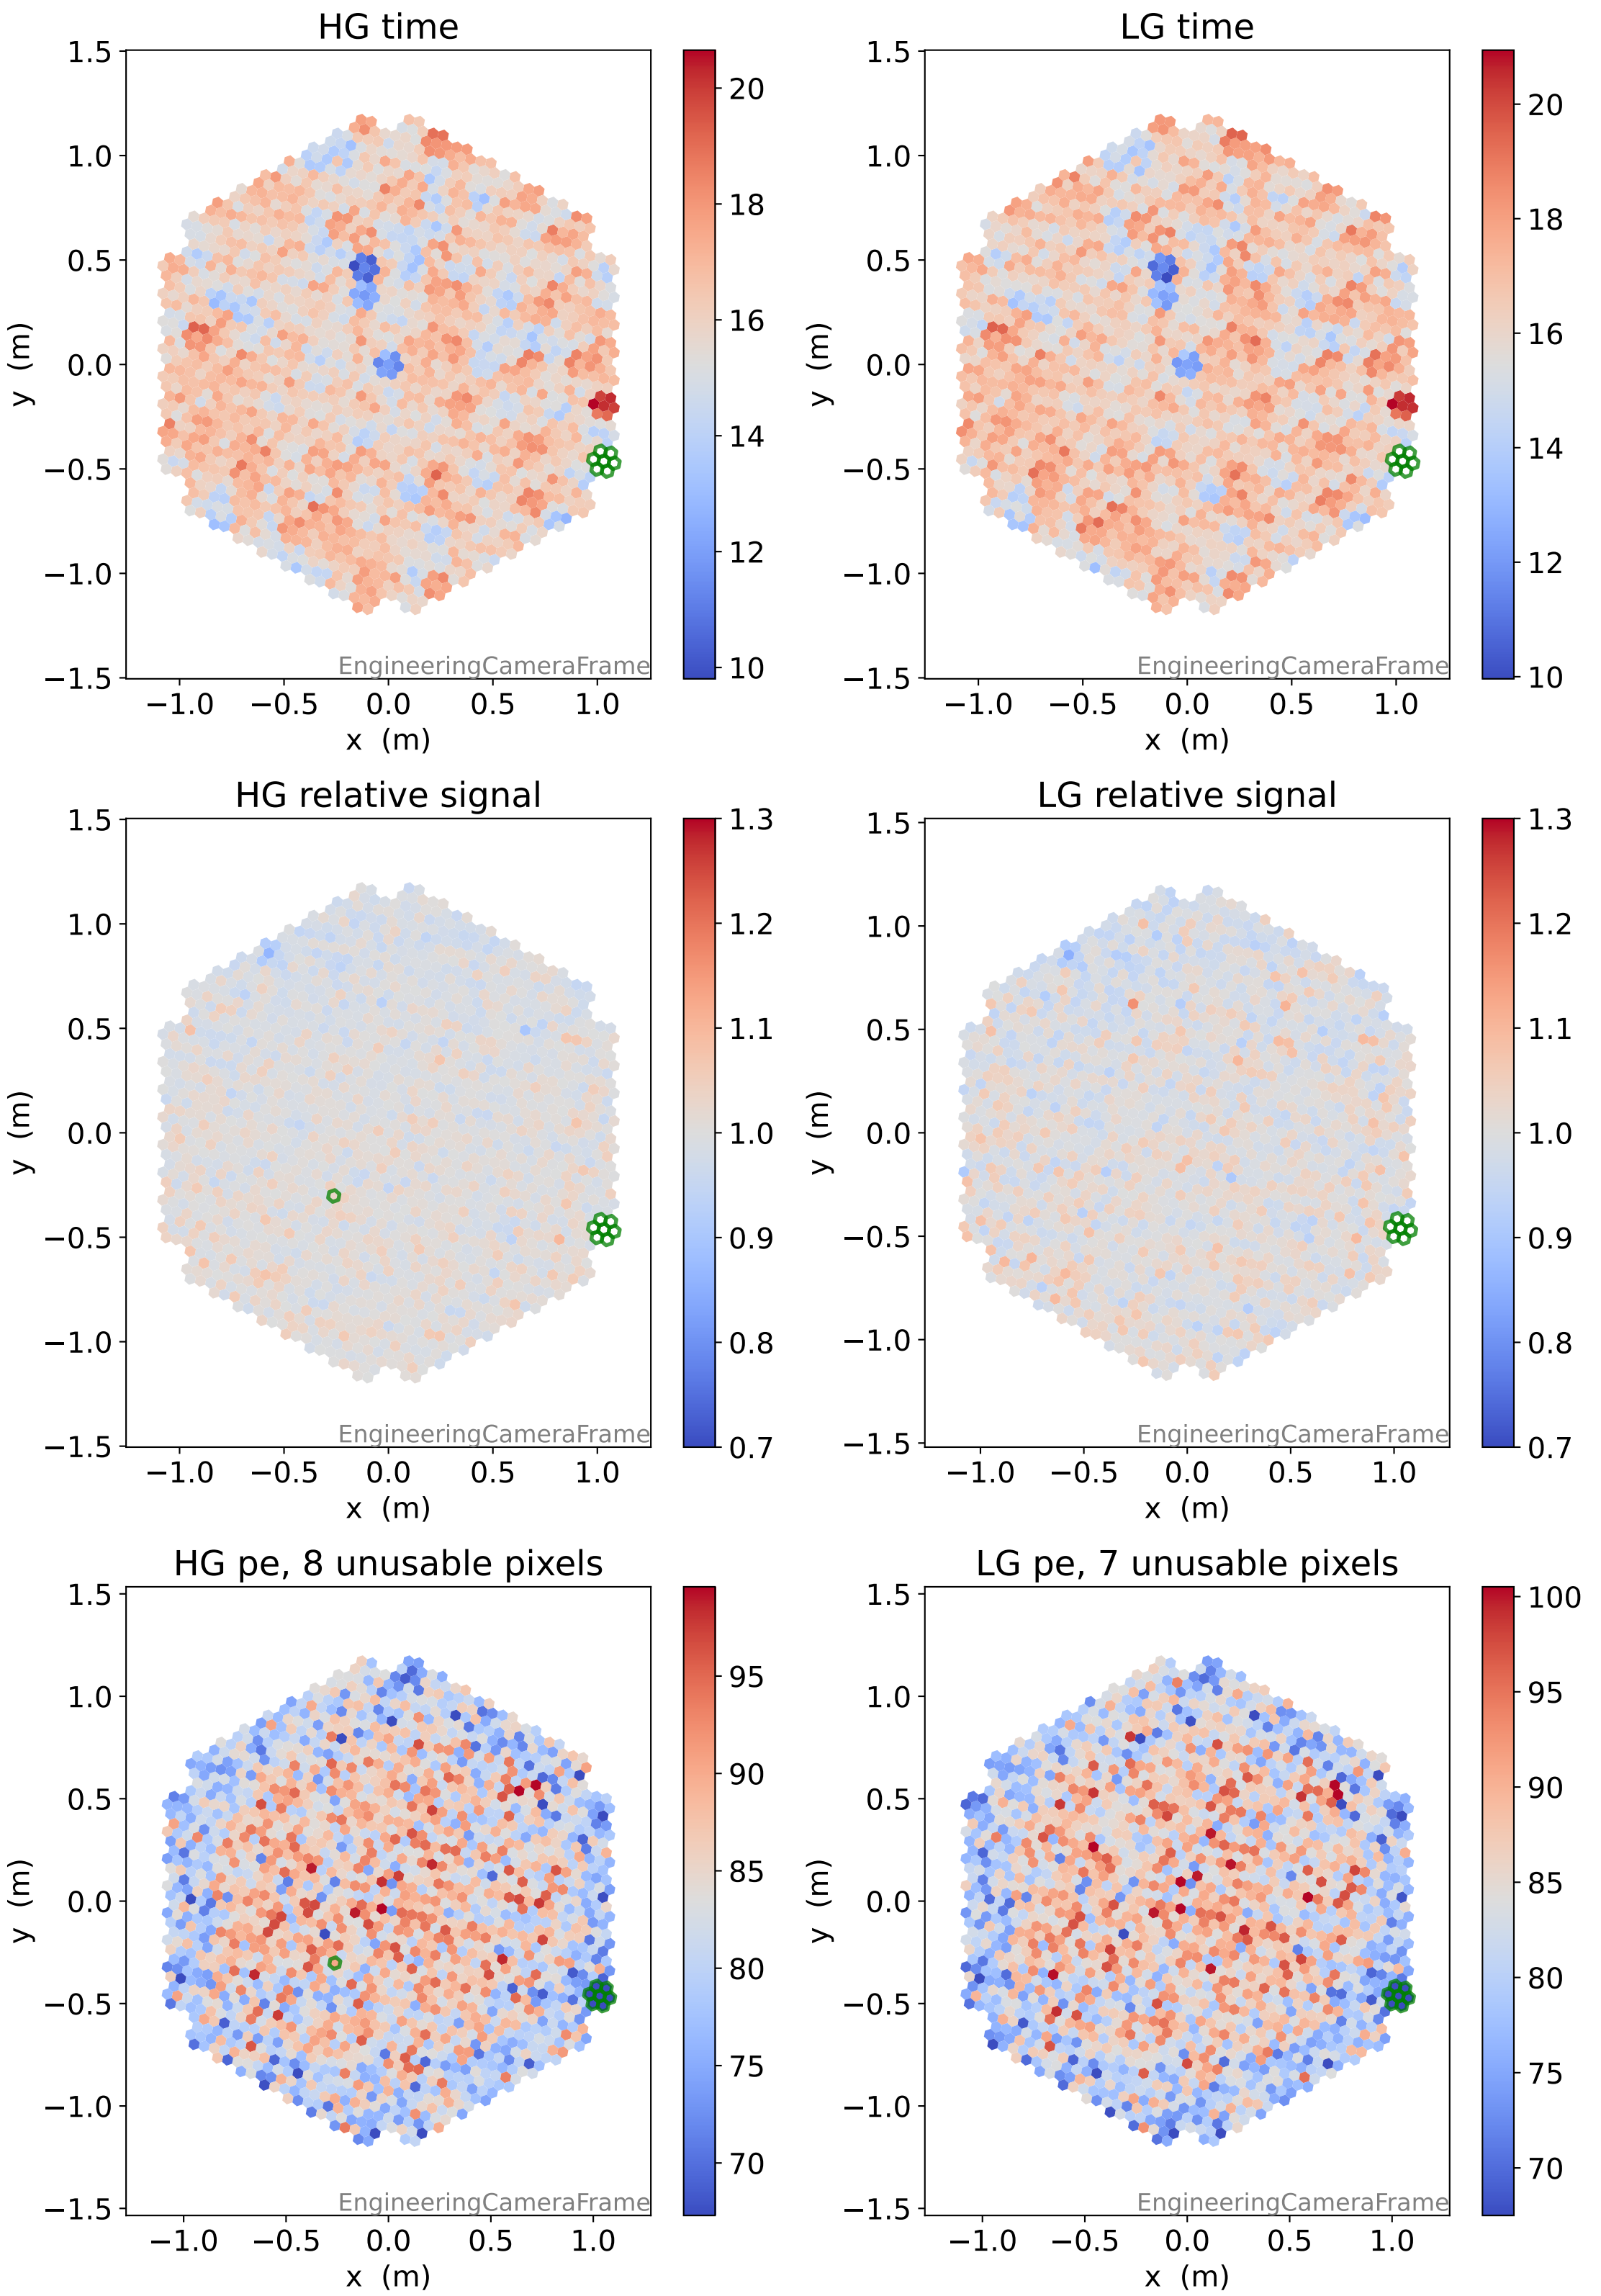 HG time
1.5
1.0
0.5
0.0
−0.5
−1.0
−1.5
y (m)
−1.0 −0.5 0.0 0.5 1.0
x (m)
EngineeringCameraFrame
20
18
16
14
12
10
LG time
1.5
1.0
0.5
0.0
−0.5
−1.0
−1.5
y (m)
−1.0 −0.5 0.0 0.5 1.0
x (m)
EngineeringCameraFrame
20
18
16
14
12
10
HG relative signal
1.5
1.0
0.5
0.0
−0.5
−1.0
−1.5
y (m)
−1.0 −0.5 0.0 0.5 1.0
x (m)
EngineeringCameraFrame
1.3
1.2
1.1
1.0
0.9
0.8
0.7
LG relative signal
1.5
1.0
0.5
0.0
−0.5
−1.0
−1.5
y (m)
−1.0 −0.5 0.0 0.5 1.0
x (m)
EngineeringCameraFrame
1.3
1.2
1.1
1.0
0.9
0.8
0.7
HG pe, 8 unusable pixels
1.5
1.0
0.5
0.0
−0.5
−1.0
−1.5
y (m)
−1.0 −0.5 0.0 0.5 1.0
x (m)
EngineeringCameraFrame
95
90
85
80
75
70
LG pe, 7 unusable pixels
1.5
1.0
0.5
0.0
−0.5
−1.0
−1.5
y (m)
−1.0 −0.5 0.0 0.5 1.0
x (m)
EngineeringCameraFrame
100
95
90
85
80
75
70